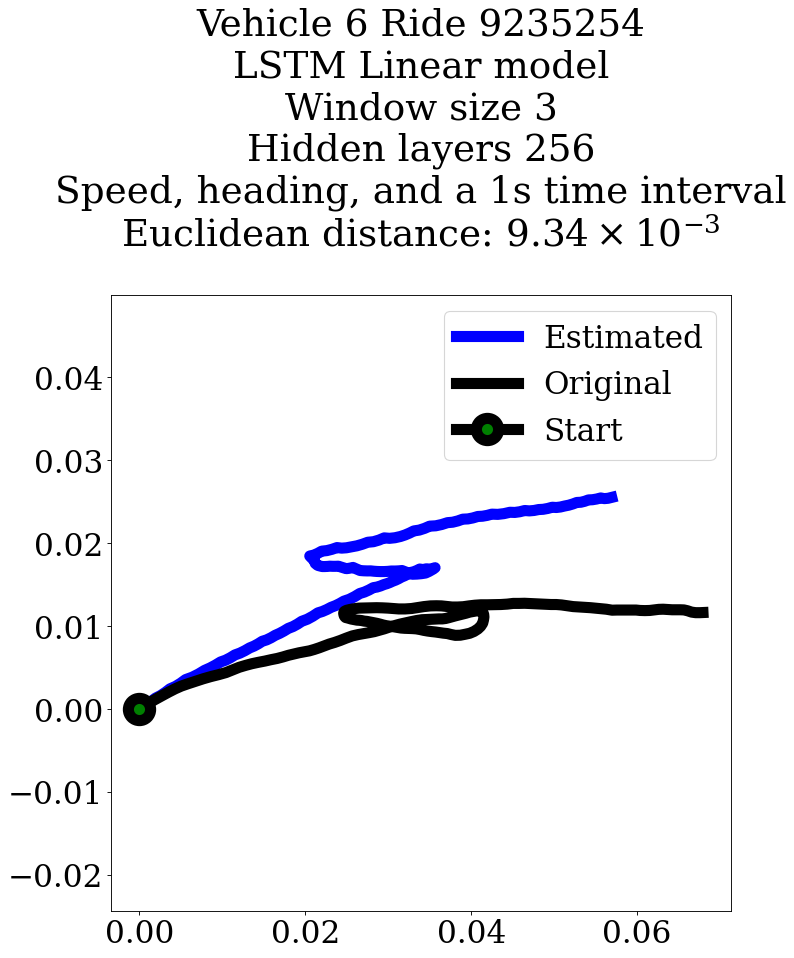 Vehicle 6 Ride 9235254
LSTM Linear model
Window size 3
Hidden layers 256
Speed, heading, and a 1s time interval
Euclidean distance: 9.34 × 10⁻³
Estimated
Original
Start
0.04
0.03
0.02
0.01
0.00
−0.01
−0.02
0.00 0.02 0.04 0.06